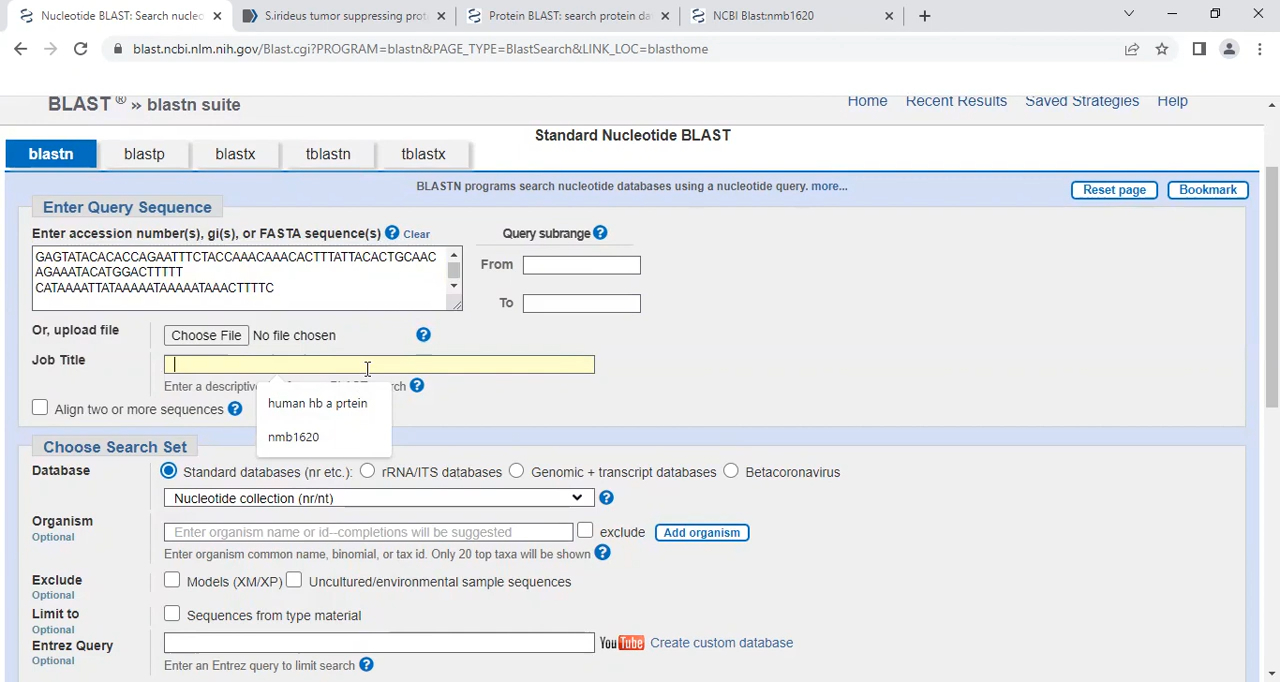 Nucleotide BLAST: Search nucleo
S.irideus tumor suppressing prot
Protein BLAST: search protein da
NCBI Blast:nmb1620
blast.ncbi.nlm.nih.gov/Blast.cgi?PROGRAM=blastn&PAGE_TYPE=BlastSearch&LINK_LOC=blasthome
BLAST ® » blastn suite
Home Recent Results Saved Strategies Help
Standard Nucleotide BLAST
blastn blastp blastx tblastn tblastx
BLASTN programs search nucleotide databases using a nucleotide query. more...
Reset page Bookmark
Enter Query Sequence
Enter accession number(s), gi(s), or FASTA sequence(s) ? Clear
Query subrange ?
GAGTATACACACCAGAATTTCTACCAAACAAACACTTTATTACACTGCAAC
AGAAATACATGGACTTTTT
CATAAAATTATAAAAATAAAAATAAACTTTTC
From
To
Or, upload file Choose File No file chosen ?
Job Title
Enter a descriptive
rch ?
human hb a prtein
nmb1620
Align two or more sequences ?
Choose Search Set
Database Standard databases (nr etc.): rRNA/ITS databases Genomic + transcript databases Betacoronavirus
Nucleotide collection (nr/nt) ?
Organism
Optional
Enter organism name or id--completions will be suggested exclude Add organism
Enter organism common name, binomial, or tax id. Only 20 top taxa will be shown ?
Exclude
Optional
Models (XM/XP) Uncultured/environmental sample sequences
Limit to
Optional
Sequences from type material
Entrez Query
Optional
YouTube Create custom database
Enter an Entrez query to limit search ?